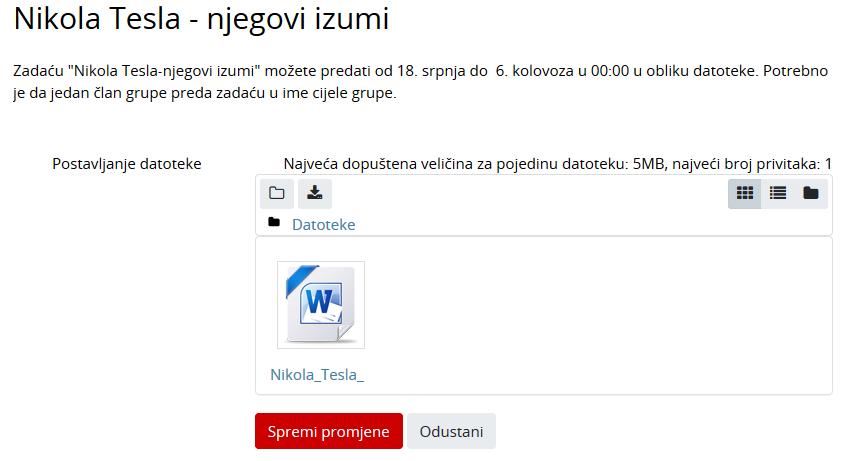 Nikola Tesla - njegovi izumi
Zadaću "Nikola Tesla-njegovi izumi" možete predati od 18. srpnja do  6. kolovoza u 00:00 u obliku datoteke. Potrebno
je da jedan član grupe preda zadaću u ime cijele grupe.
Postavljanje datoteke
Najveća dopuštena veličina za pojedinu datoteku: 5MB, najveći broj privitaka: 1
Datoteke
W
Nikola_Tesla_
Spremi promjene
Odustani